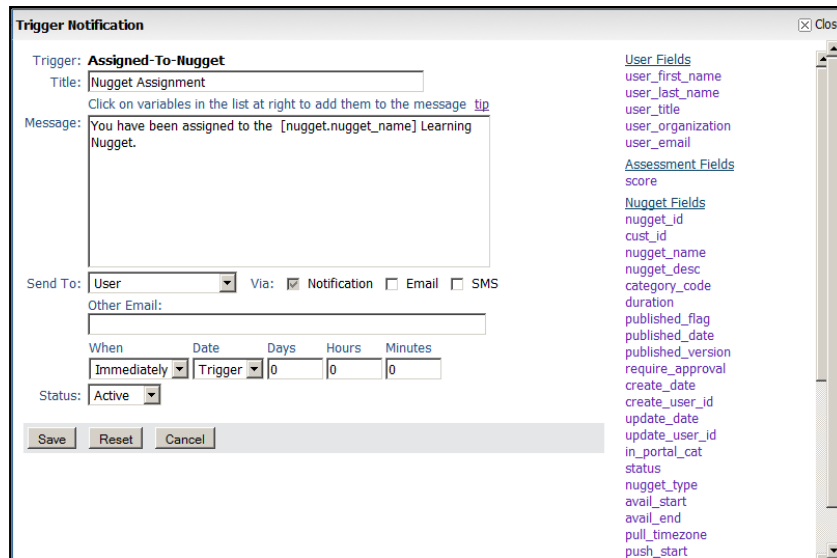 Trigger Notification
Clos
Trigger: Assigned-To-Nugget
Title: Nugget Assignment
Click on variables in the list at right to add them to the message tip
Message: You have been assigned to the [nugget.nugget_name] Learning
Nugget.
Send To: User Via: Notification Email SMS
Other Email:
When Date Days Hours Minutes
Immediately Trigger 0 0 0
Status: Active
Save Reset Cancel
User Fields
user_first_name
user_last_name
user_title
user_organization
user_email
Assessment Fields
score
Nugget Fields
nugget_id
cust_id
nugget_name
nugget_desc
category_code
duration
published_flag
published_date
published_version
require_approval
create_date
create_user_id
update_date
update_user_id
in_portal_cat
status
nugget_type
avail_start
avail_end
pull_timezone
push_start